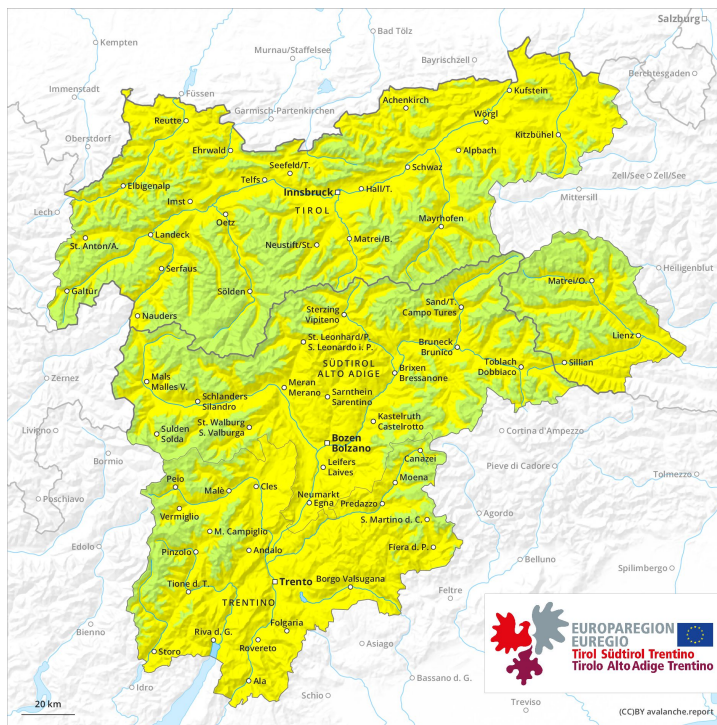 Salzburg
Kempten
Bad Tölz
Murnau/Staffelsee
Bayrischzell
Berchtesgaden
Immenstadt
Füssen
Garmisch-Partenkirchen
Achenkirch
Kufstein
Reutte
Wörgl
Oberstdorf
Ehrwald
Kitzbühel
Alpbach
Seefeld/T.
Schwaz
Zell/See
Zell/See
Elbigenalp
Telfs
Innsbruck
Hall/T.
Mittersill
Lech
Imst
TIROL
Oetz
Mayrhofen
St. Anton/A.
Landeck
Neustift/St.
Matrei/B.
Serfaus
Heiligenblut
Galtür
Sölden
Matrei/O.
Nauders
Sterzing
Vipiteno
Sand/T.
Campo Tures
Lienz
St. Leonhard/P.
S. Leonardo i. P.
Bruneck
Brunico
Sillian
SÜDTIROL
ALTO ADIGE
Toblach
Dobbiaco
Zernez
Mals
Malles V.
Meran
Merano
Brixen
Bressanone
Schlanders
Silandro
Sarnthein
Sarentino
St. Walburg
S. Valburga
Kastelruth
Castelrotto
Livigno
Sulden
Solda
Bozen
Bolzano
Cortina d'Ampezzo
Bormio
Canazei
Leifers
Laives
Pieve di Cadore
Tolmezzo
Peio
Moena
Poschiavo
Malè
Cles
Neumarkt
Egna
Predazzo
Vermiglio
Agordo
S. Martino d. C.
M. Campiglio
Edolo
Pinzolo
Andalo
Fiera d. P.
Belluno
Tione d. T.
Trento
Borgo Valsugana
Spilimbergo
Feltre
TRENTINO
Bienno
Folgaria
Riva d. G.
Rovereto
Asiago
Storo
Bassano d. G.
Idro
Ala
Schio
Treviso
EUROPAREGION
EUREGIO
Tirol Südtirol Trentino
Tirolo Alto Adige Trentino
20 km
(CC)BY avalanche.report